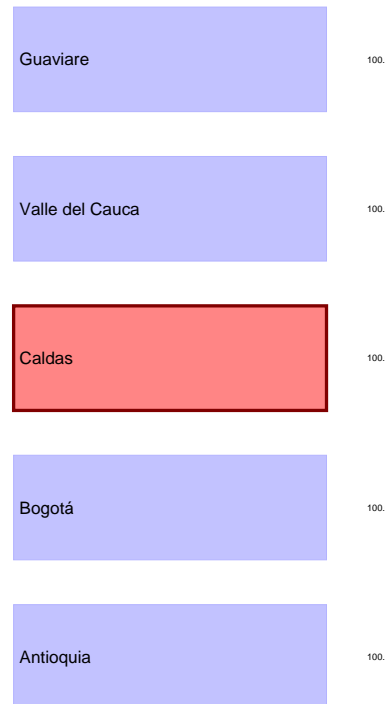 Guaviare 100.
Valle del Cauca 100.
Caldas 100.
Bogotá 100.
Antioquia 100.